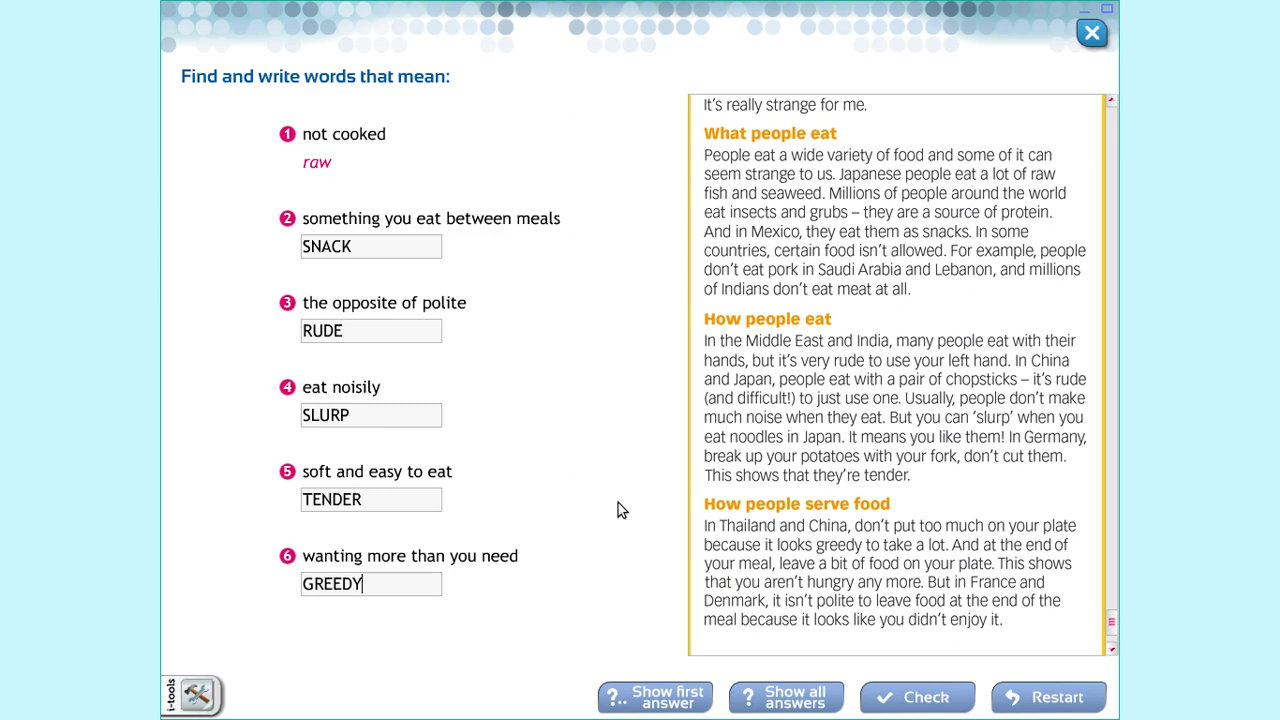 Find and write words that mean:
1 not cooked
raw
2 something you eat between meals
SNACK
3 the opposite of polite
RUDE
4 eat noisily
SLURP
5 soft and easy to eat
TENDER
6 wanting more than you need
GREEDY
It's really strange for me.
What people eat
People eat a wide variety of food and some of it can
seem strange to us. Japanese people eat a lot of raw
fish and seaweed. Millions of people around the world
eat insects and grubs – they are a source of protein.
And in Mexico, they eat them as snacks. In some
countries, certain food isn't allowed. For example, people
don't eat pork in Saudi Arabia and Lebanon, and millions
of Indians don't eat meat at all.
How people eat
In the Middle East and India, many people eat with their
hands, but it's very rude to use your left hand. In China
and Japan, people eat with a pair of chopsticks – it's rude
(and difficult!) to just use one. Usually, people don't make
much noise when they eat. But you can ‘slurp’ when you
eat noodles in Japan. It means you like them! In Germany,
break up your potatoes with your fork, don't cut them.
This shows that they're tender.
How people serve food
In Thailand and China, don't put too much on your plate
because it looks greedy to take a lot. And at the end of
your meal, leave a bit of food on your plate. This shows
that you aren't hungry any more. But in France and
Denmark, it isn't polite to leave food at the end of the
meal because it looks like you didn't enjoy it.
i-tools
?.. Show first
answer
? Show all
answers
Check
Restart